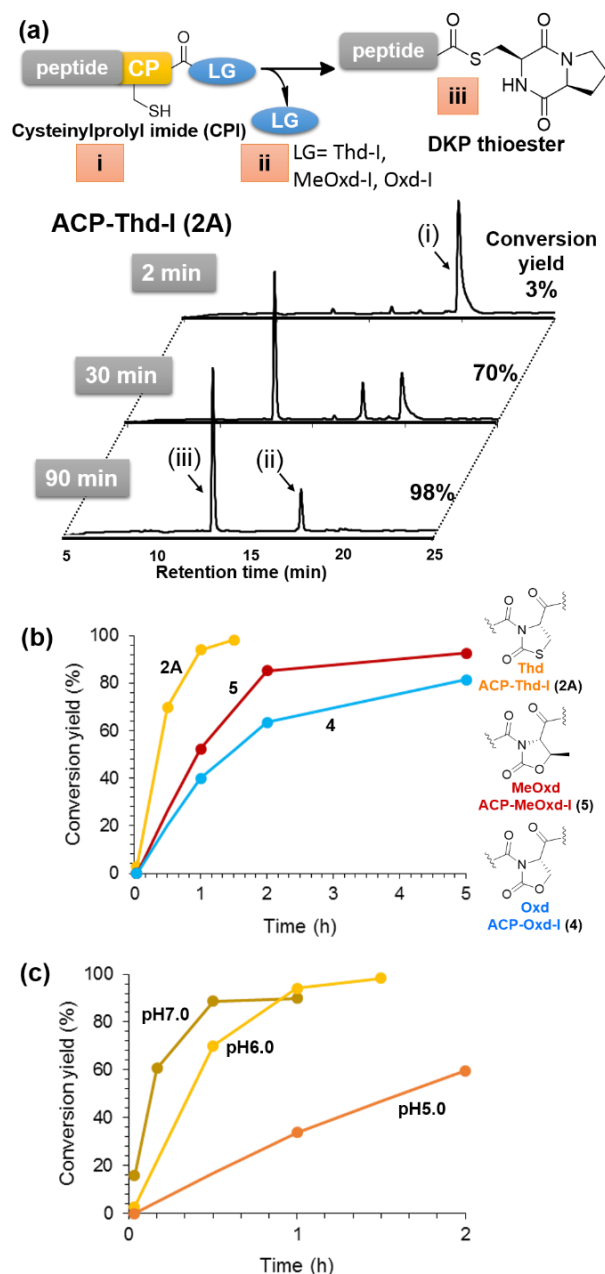 (a)
peptide CP O LG
LG
SH
Cysteinylprolyl imide (CPI)
i
ii
LG= Thd-I,
MeOxd-I, Oxd-I
peptide O S O N HN O
iii
DKP thioester
ACP-Thd-I (2A)
2 min
(i)
Conversion
yield
3%
30 min
70%
90 min
(iii)
(ii)
98%
5 10 15 20 25
Retention time (min)
(b)
Conversion yield (%)
100
80
60
40
20
0
2A
5
4
0 1 2 3 4 5
Time (h)
O O
N
O S
Thd
ACP-Thd-I (2A)
O O
N
O O
MeOxd
ACP-MeOxd-I (5)
O O
N
O O
Oxd
ACP-Oxd-I (4)
(c)
Conversion yield (%)
100
80
60
40
20
0
pH7.0
pH6.0
pH5.0
0 1 2
Time (h)